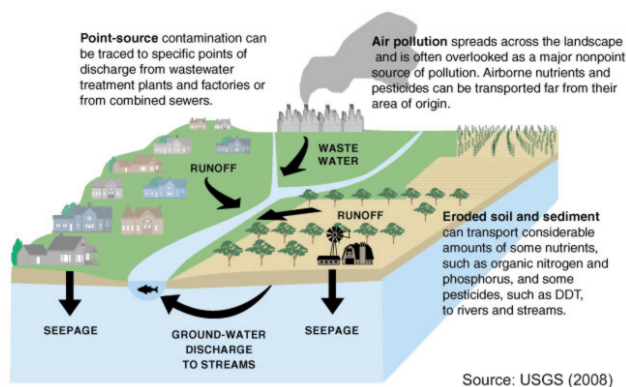 Point-source contamination can
be traced to specific points of
discharge from wastewater
treatment plants and factories or
from combined sewers.
Air pollution spreads across the landscape
and is often overlooked as a major nonpoint
source of pollution. Airborne nutrients and
pesticides can be transported far from their
area of origin.
WASTE
WATER
RUNOFF
RUNOFF
Eroded soil and sediment
can transport considerable
amounts of some nutrients,
such as organic nitrogen and
phosphorus, and some
pesticides, such as DDT,
to rivers and streams.
SEEPAGE
GROUND-WATER
DISCHARGE
TO STREAMS
SEEPAGE
Source: USGS (2008)